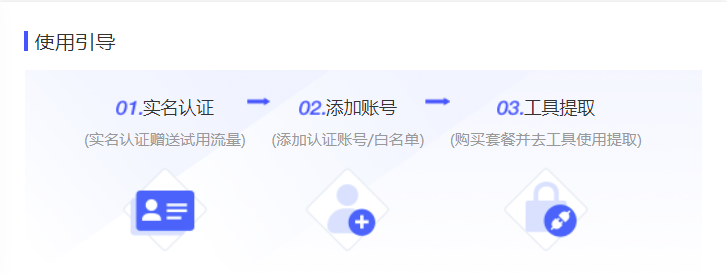 使用引导
01.实名认证
02.添加账号
03.工具提取
(实名认证赠送试用流量)
(添加认证账号/白名单)
(购买套餐并去工具使用提取)